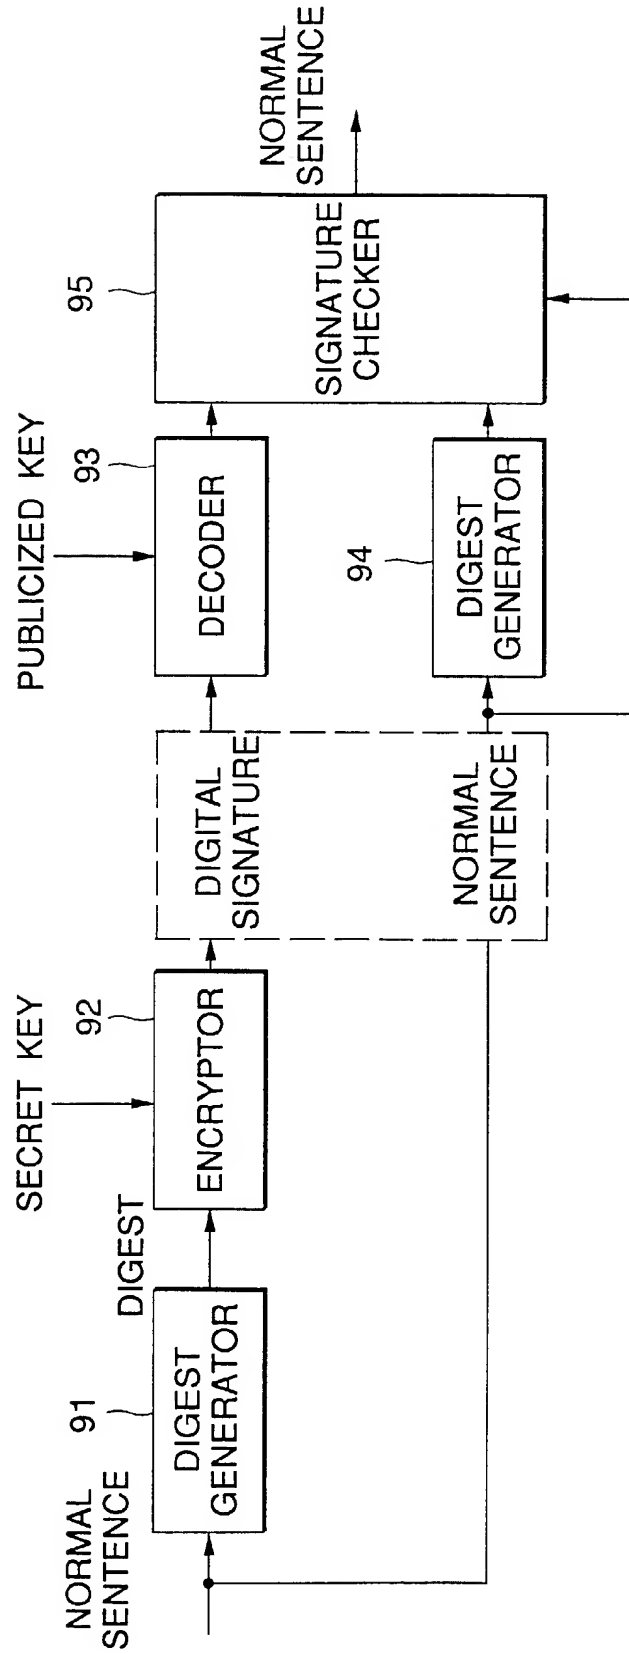 NORMAL
SENTENCE
91
DIGEST
GENERATOR
DIGEST
SECRET KEY
92
ENCRYPTOR
DIGITAL
SIGNATURE
NORMAL
SENTENCE
PUBLICIZED KEY
93
DECODER
94
DIGEST
GENERATOR
95
SIGNATURE
CHECKER
NORMAL
SENTENCE